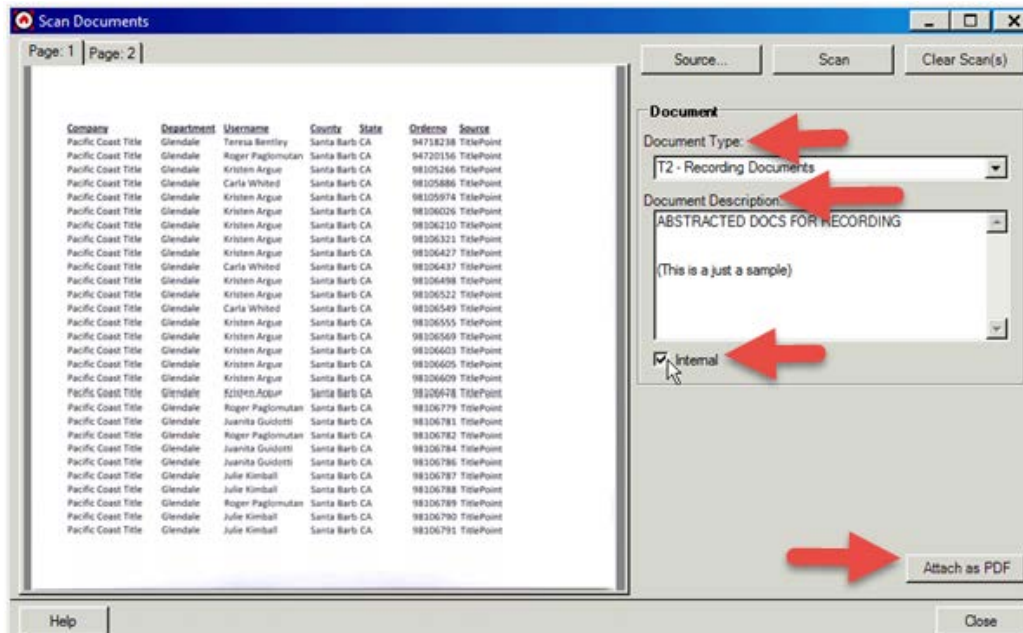 Scan Documents
Page: 1 Page: 2
Source... Scan Clear Scan(s)
Company Department Username County State Orderno Source
Pacific Coast Title Glendale Teresa Bentley Santa Barb CA 94718238 TitlePoint
Pacific Coast Title Glendale Roger Paglomutan Santa Barb CA 94720156 TitlePoint
Pacific Coast Title Glendale Kristen Argue Santa Barb CA 98105266 TitlePoint
Pacific Coast Title Glendale Carla Whited Santa Barb CA 98105886 TitlePoint
Pacific Coast Title Glendale Kristen Argue Santa Barb CA 98105974 TitlePoint
Pacific Coast Title Glendale Kristen Argue Santa Barb CA 98106026 TitlePoint
Pacific Coast Title Glendale Kristen Argue Santa Barb CA 98106210 TitlePoint
Pacific Coast Title Glendale Kristen Argue Santa Barb CA 98106321 TitlePoint
Pacific Coast Title Glendale Kristen Argue Santa Barb CA 98106427 TitlePoint
Pacific Coast Title Glendale Carla Whited Santa Barb CA 98106437 TitlePoint
Pacific Coast Title Glendale Kristen Argue Santa Barb CA 98106498 TitlePoint
Pacific Coast Title Glendale Kristen Argue Santa Barb CA 98106522 TitlePoint
Pacific Coast Title Glendale Carla Whited Santa Barb CA 98106549 TitlePoint
Pacific Coast Title Glendale Kristen Argue Santa Barb CA 98106555 TitlePoint
Pacific Coast Title Glendale Kristen Argue Santa Barb CA 98106569 TitlePoint
Pacific Coast Title Glendale Kristen Argue Santa Barb CA 98106603 TitlePoint
Pacific Coast Title Glendale Kristen Argue Santa Barb CA 98106605 TitlePoint
Pacific Coast Title Glendale Kristen Argue Santa Barb CA 98106609 TitlePoint
Pacific Coast Title Glendale Kristen Argue Santa Barb CA TitlePoint
Pacific Coast Title Glendale Roger Paglomutan Santa Barb CA 98106779 TitlePoint
Pacific Coast Title Glendale Juanita Guidotti Santa Barb CA 98106781 TitlePoint
Pacific Coast Title Glendale Roger Paglomutan Santa Barb CA 98106782 TitlePoint
Pacific Coast Title Glendale Juanita Guidotti Santa Barb CA 98106784 TitlePoint
Pacific Coast Title Glendale Juanita Guidotti Santa Barb CA 98106786 TitlePoint
Pacific Coast Title Glendale Julie Kimball Santa Barb CA 98106787 TitlePoint
Pacific Coast Title Glendale Julie Kimball Santa Barb CA 98106788 TitlePoint
Pacific Coast Title Glendale Roger Paglomutan Santa Barb CA 98106789 TitlePoint
Pacific Coast Title Glendale Julie Kimball Santa Barb CA 98106790 TitlePoint
Pacific Coast Title Glendale Julie Kimball Santa Barb CA 98106791 TitlePoint
Document
Document Type:
T2 - Recording Documents
Document Description:
ABSTRACTED DOCS FOR RECORDING
(This is a just a sample)
Internal
Attach as PDF
Help Close